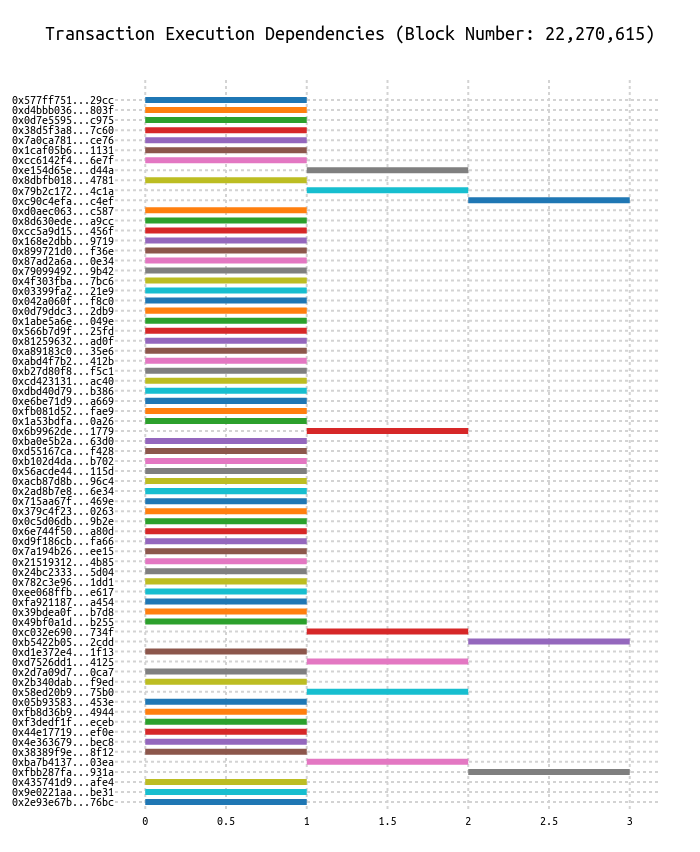 Transaction Execution Dependencies (Block Number: 22,270,615)
0x577ff751...29cc
0xd4bbb036...803f
0x0d7e5595...c975
0x38d5f3a8...7c60
0x7a0ca781...ce76
0x1caf05b6...1131
0xcc6142f4...6e7f
0xe154d65e...d44a
0x8dbfb018...4781
0x79b2c172...4c1a
0xc90c4efa...c4ef
0xd0aec063...c587
0x8d630ede...a9cc
0xcc5a9d15...456f
0x168e2dbb...9719
0x899721d0...f36e
0x87ad2a6a...0e34
0x79099492...9b42
0x4f303fba...7bc6
0x03399fa2...21e9
0x042a060f...f8c0
0x0d79ddc3...2db9
0x1abe5a6e...049e
0x566b7d9f...25fd
0x81259632...ad0f
0xa89183c0...35e6
0xabd4f7b2...412b
0xb27d80f8...f5c1
0xcd423131...ac40
0xdbd40d79...b386
0xe6be71d9...a669
0xfb081d52...fae9
0x1a53bdfa...0a26
0x6b9962de...1779
0xba0e5b2a...63d0
0xd55167ca...f428
0xb102d4da...b702
0x56acde44...115d
0xacb87d8b...96c4
0x2ad8b7e8...6e34
0x715aa67f...469e
0x379c4f23...0263
0x0c5d06db...9b2e
0x6e744f50...a80d
0xd9f186cb...fa66
0x7a194b26...ee15
0x21519312...4b85
0x24bc2333...5d04
0x782c3e96...1dd1
0xee068ffb...e617
0xfa921187...a454
0x39bdea0f...b7d8
0x49bf0a1d...b255
0xc032e690...734f
0xb5422b05...2cdd
0xd1e372e4...1f13
0xd7526dd1...4125
0x2d7a09d7...0ca7
0x2b340dab...f9ed
0x58ed20b9...75b0
0x05b93583...453e
0xfb8d36b9...4944
0xf3dedf1f...eceb
0x44e17719...ef0e
0x4e363679...bec8
0x38389f9e...8f12
0xba7b4137...03ea
0xfbb287fa...931a
0x435741d9...afe4
0x9e0221aa...be31
0x2e93e67b...76bc
0 0.5 1 1.5 2 2.5 3